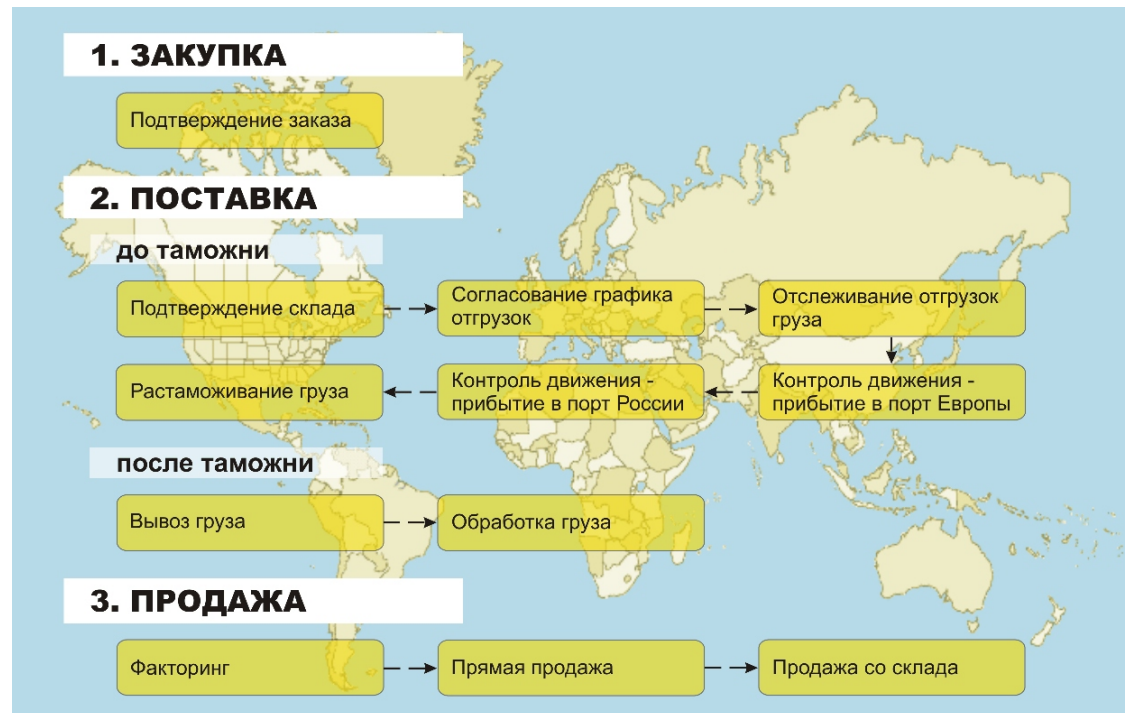 1. ЗАКУПКА
Подтверждение заказа
2. ПОСТАВКА
до таможни
Подтверждение склада
Согласование графика
отгрузок
Отслеживание отгрузок
груза
Контроль движения -
прибытие в порт Европы
Контроль движения -
прибытие в порт России
Растаможивание груза
после таможни
Вывоз груза
Обработка груза
3. ПРОДАЖА
Факторинг
Прямая продажа
Продажа со склада